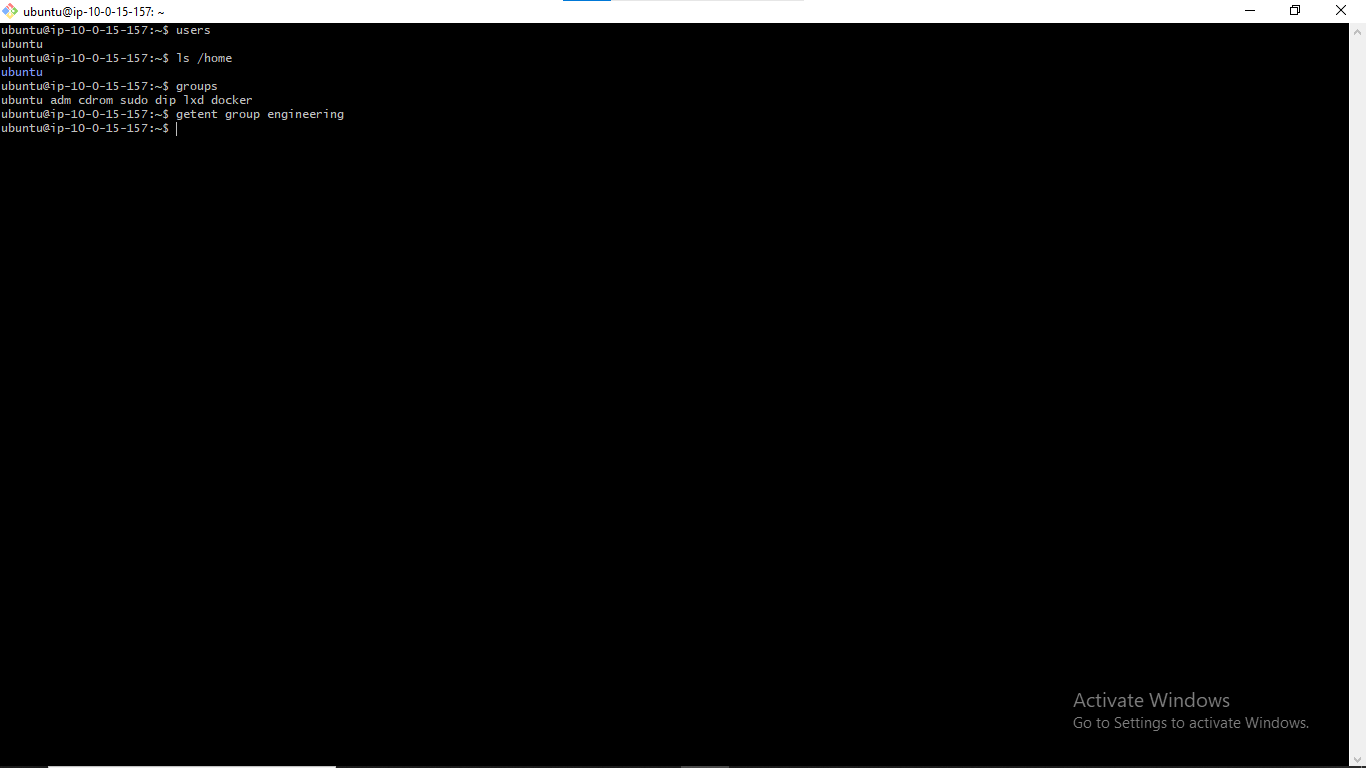 ubuntu@ip-10-0-15-157: ~
ubuntu@ip-10-0-15-157:~$ users
ubuntu
ubuntu@ip-10-0-15-157:~$ ls /home
ubuntu
ubuntu@ip-10-0-15-157:~$ groups
ubuntu adm cdrom sudo dip lxd docker
ubuntu@ip-10-0-15-157:~$ getent group engineering
ubuntu@ip-10-0-15-157:~$
Activate Windows
Go to Settings to activate Windows.